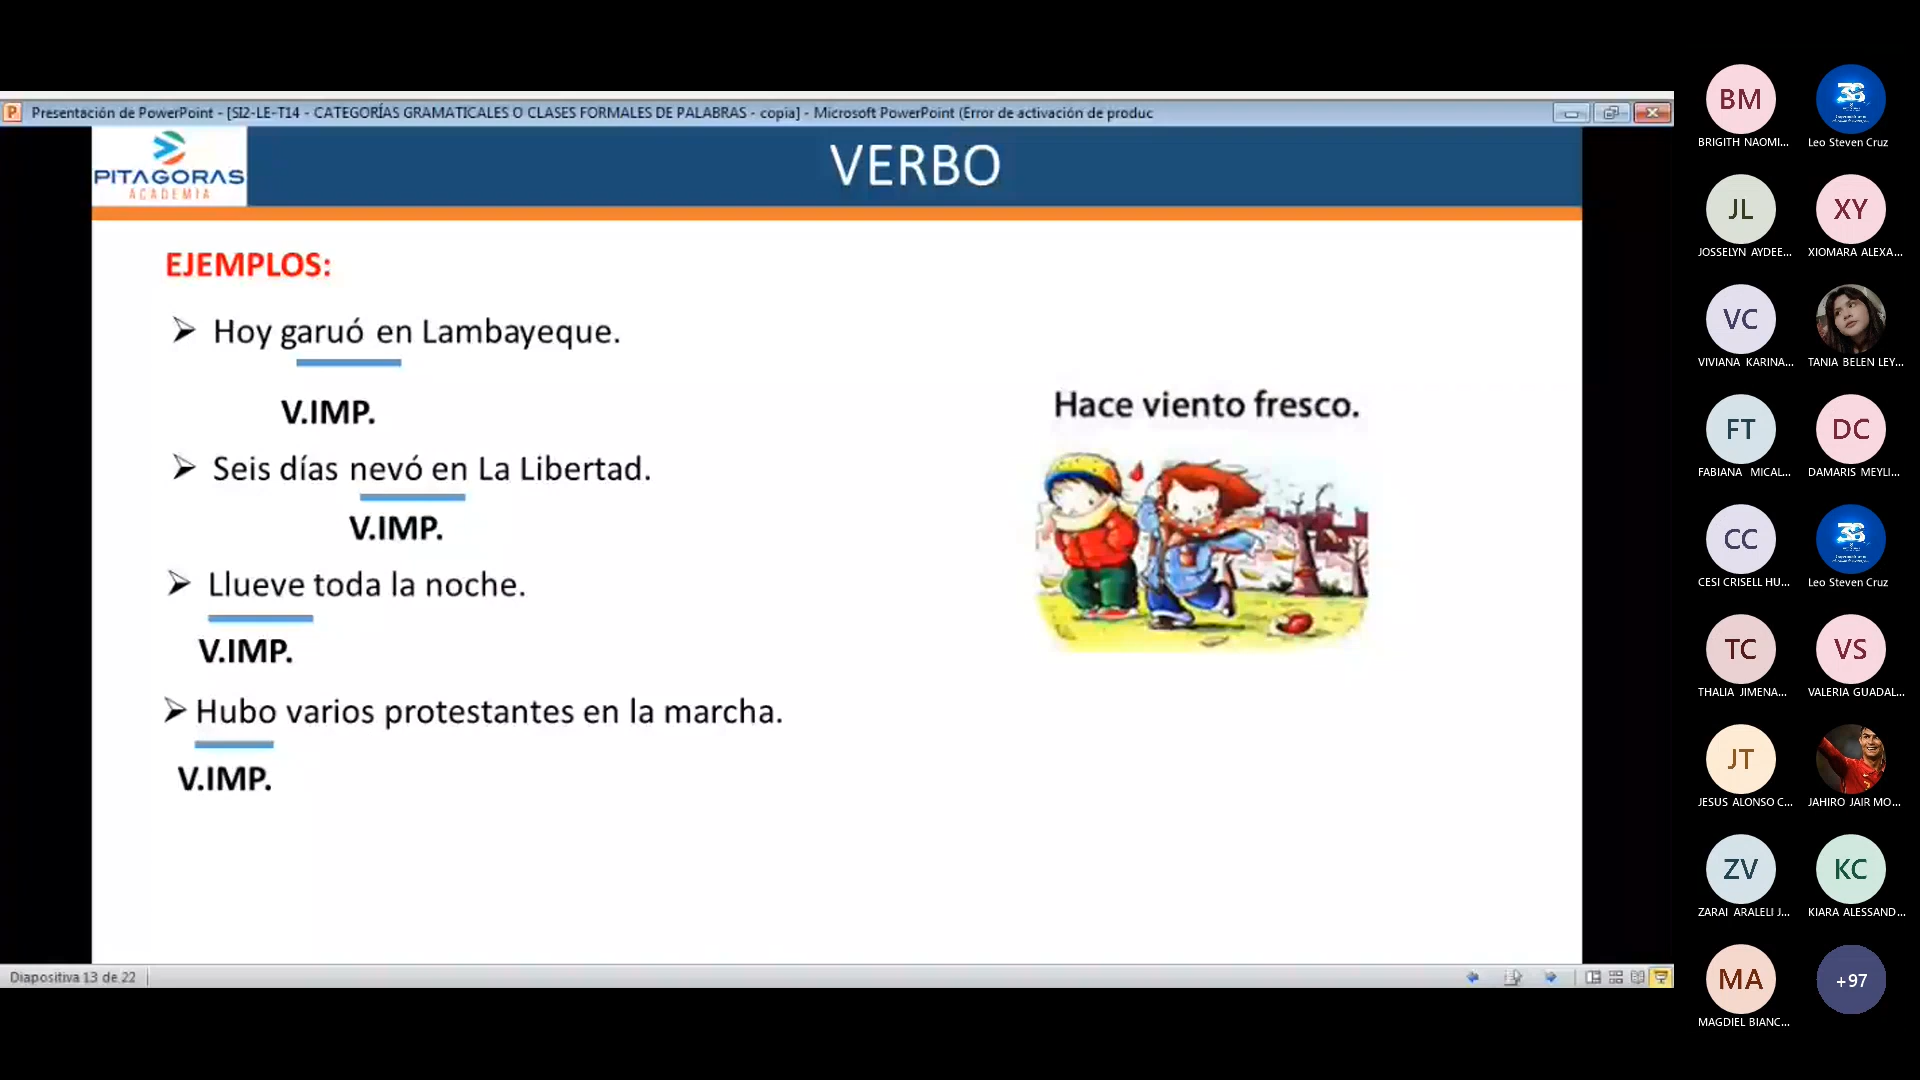 Presentación de PowerPoint - [SI2-LE-T14 - CATEGORÍAS GRAMATICALES O CLASES FORMALES DE PALABRAS - copia] - Microsoft PowerPoint (Error de activación de produc
PITAGORAS
ACADEMIA
VERBO
EJEMPLOS:
Hoy garuó en Lambayeque.
V.IMP.
Seis días nevó en La Libertad.
V.IMP.
Llueve toda la noche.
V.IMP.
Hubo varios protestantes en la marcha.
V.IMP.
Hace viento fresco.
Diapositiva 13 de 22
BM
BRIGITH NAOMI...
38
Leo Steven Cruz
JL
JOSSELYN AYDEE...
XY
XIOMARA ALEXA...
VC
VIVIANA KARINA...
TANIA BELEN LEY...
FT
FABIANA MICAL...
DC
DAMARIS MEYLI...
CC
CESI CRISELL HU...
38
Leo Steven Cruz
TC
THALIA JIMENA...
VS
VALERIA GUADAL...
JT
JESUS ALONSO C...
JAHIRO JAIR MO...
ZV
ZARAI ARALELI J...
KC
KIARA ALESSAND...
MA
MAGDIEL BIANC...
+97